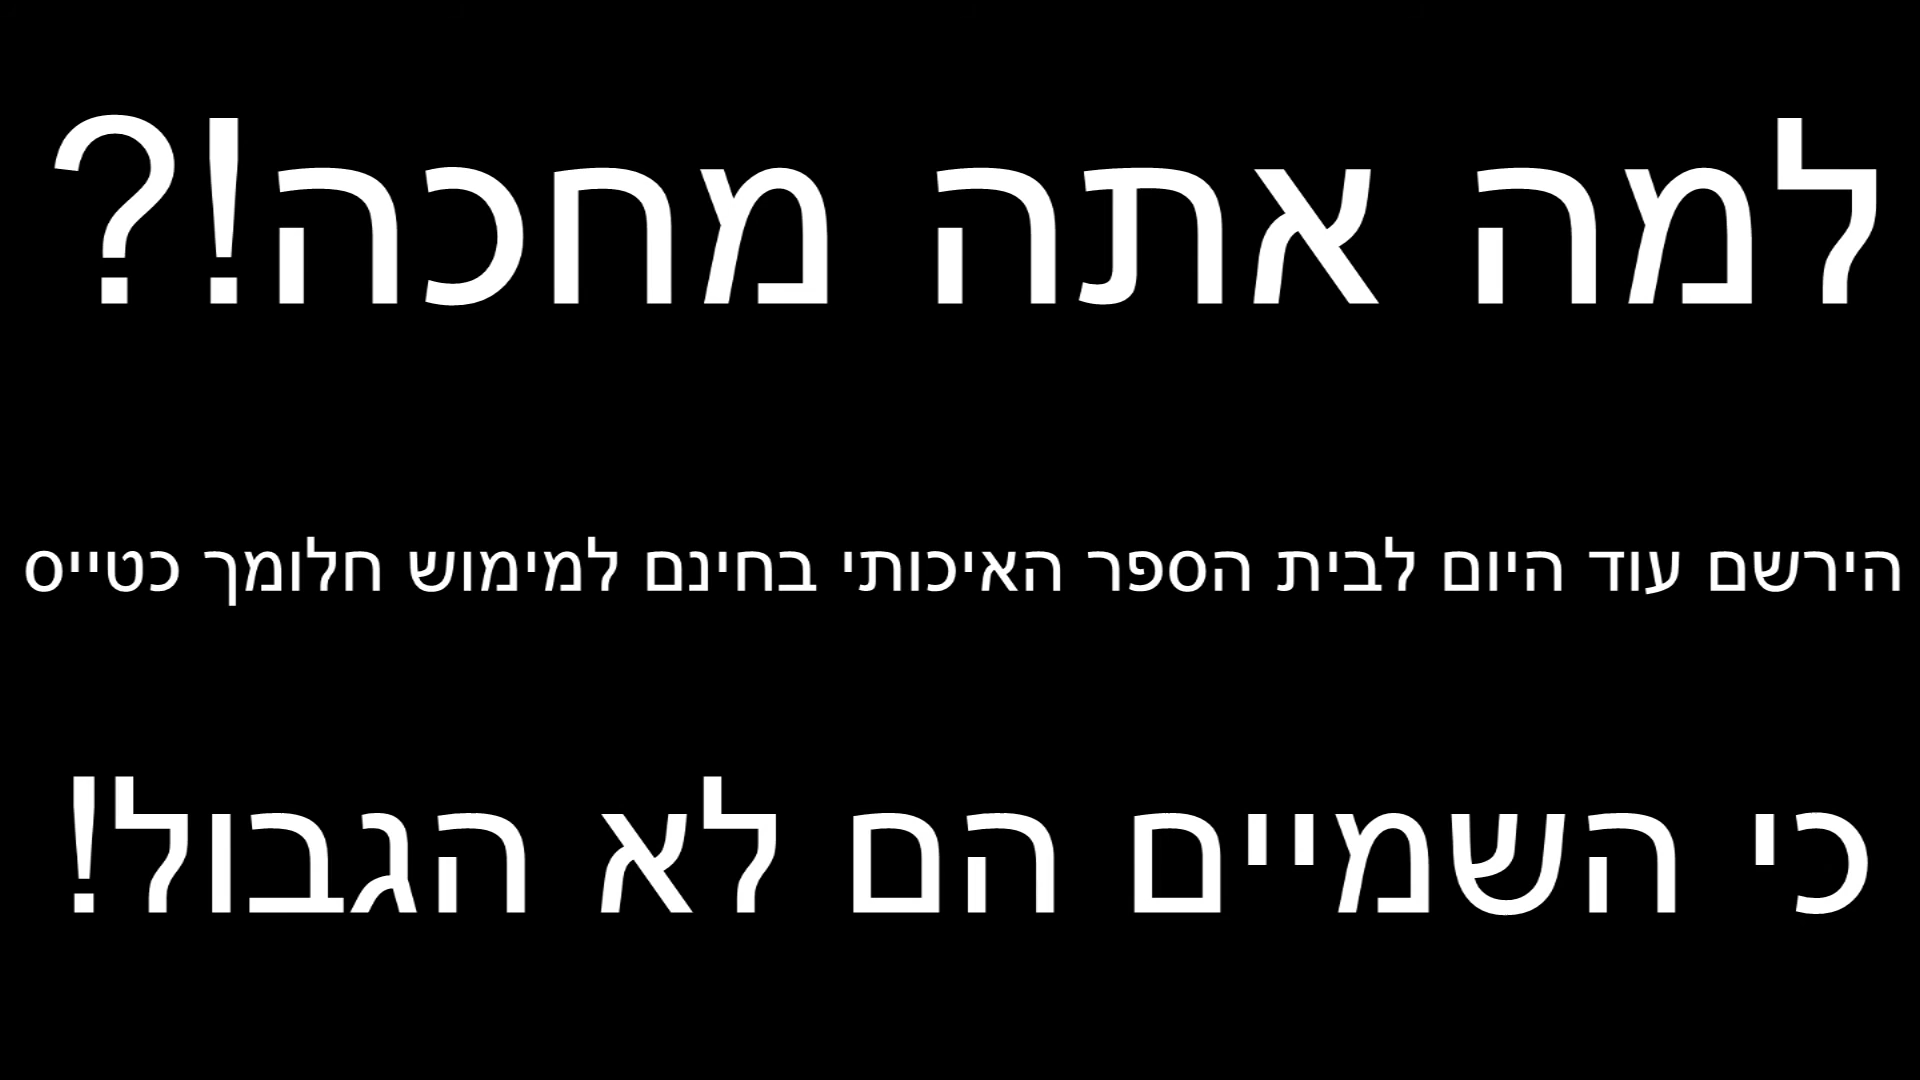 למה אתה מחכה!?
הירשם עוד היום לבית הספר האיכותי בחינם למימוש חלומך כטייס
כי השמיים הם לא הגבול!